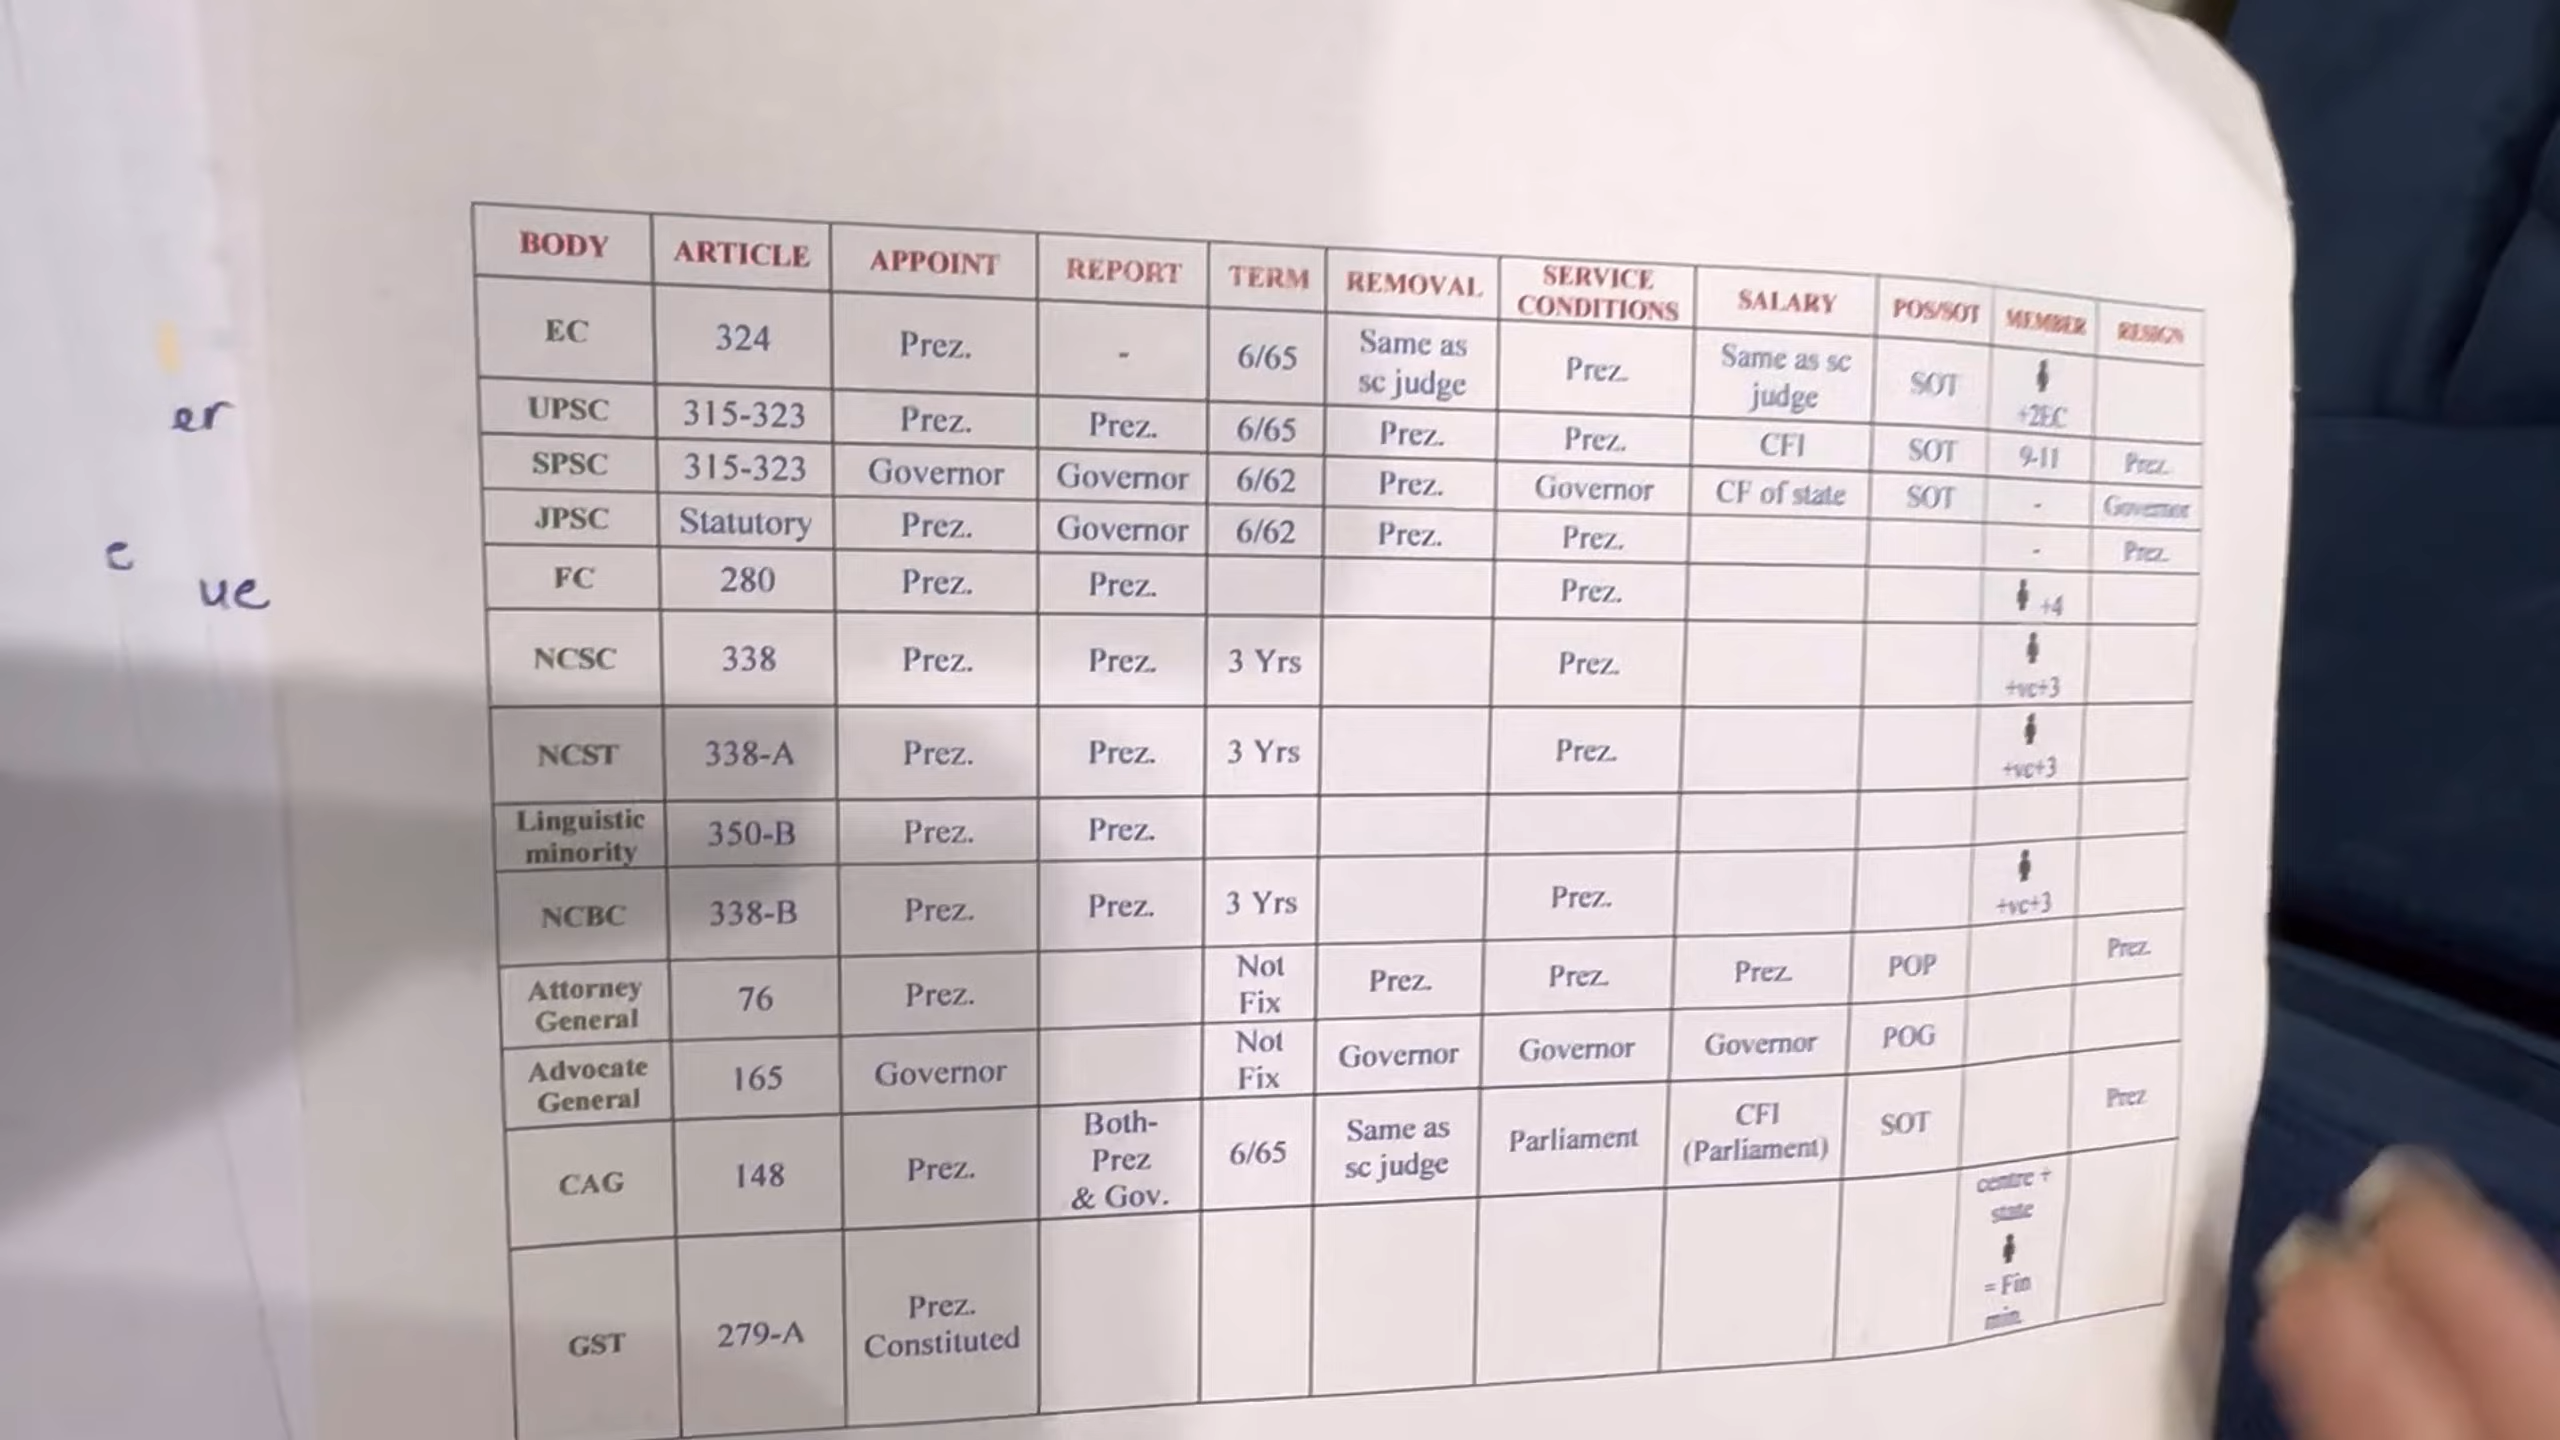 er
c
ue
BODY ARTICLE APPOINT REPORT TERM REMOVAL SERVICE CONDITIONS SALARY POS/SOT MEMBER RESIGN
EC 324 Prez. - 6/65 Same as sc judge Prez. Same as sc judge SOT +2EC
UPSC 315-323 Prez. Prez. 6/65 Prez. Prez. CFI SOT 9-11 Prez.
SPSC 315-323 Governor Governor 6/62 Prez. Governor CF of state SOT - Governor
JPSC Statutory Prez. Governor 6/62 Prez. Prez. - Prez.
FC 280 Prez. Prez. Prez. +4
NCSC 338 Prez. Prez. 3 Yrs Prez. +vc+3
NCST 338-A Prez. Prez. 3 Yrs Prez. +vc+3
Linguistic minority 350-B Prez. Prez.
NCBC 338-B Prez. Prez. 3 Yrs Prez. +vc+3
Attorney General 76 Prez. Not Fix Prez. Prez. Prez. POP Prez.
Advocate General 165 Governor Not Fix Governor Governor Governor POG
CAG 148 Prez. Both- Prez & Gov. 6/65 Same as sc judge Parliament CFI (Parliament) SOT Prez
GST 279-A Prez. Constituted centre + state = Fin min.